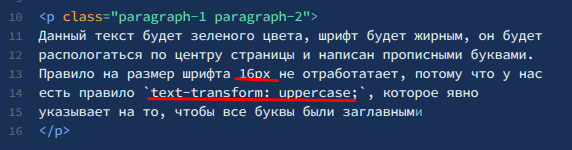 10 <p class="paragraph-1 paragraph-2">
11 Данный текст будет зеленого цвета, шрифт будет жирным, он будет
12 распологаться по центру страницы и написан прописными буквами.
13 Правило на размер шрифта 16px не отработатает, потому что у нас
14 есть правило `text-transform: uppercase;`, которое явно
15 указывает на то, чтобы все буквы были заглавными
16 </p>